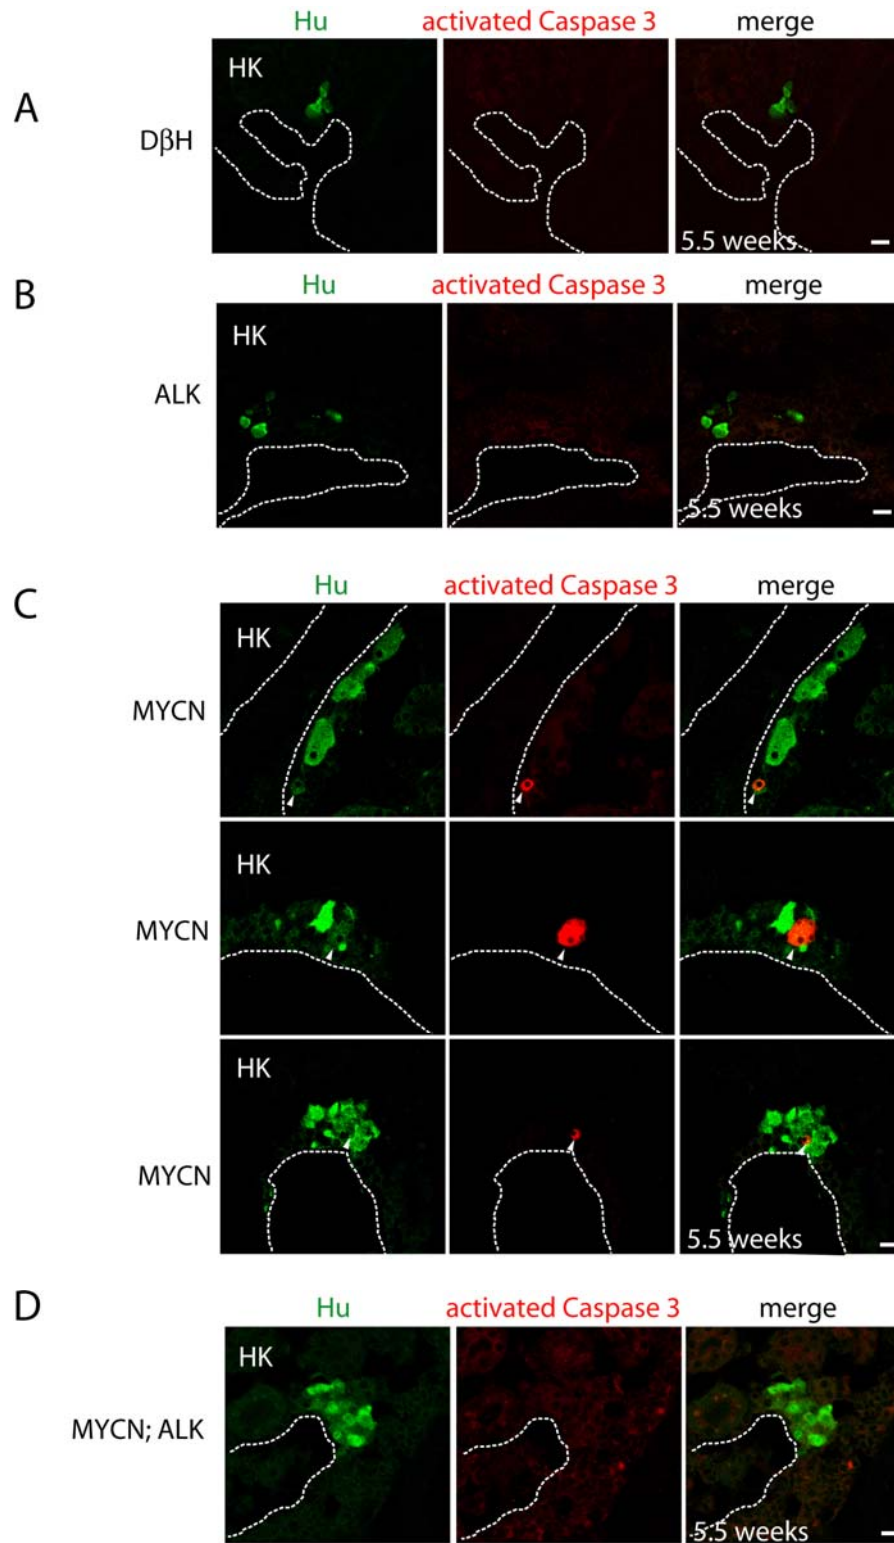 Hu activated Caspase 3 merge
A
HK
DβH
5.5 weeks
Hu activated Caspase 3 merge
B
HK
ALK
5.5 weeks
Hu activated Caspase 3 merge
C
HK
MYCN
HK
MYCN
HK
MYCN
5.5 weeks
Hu activated Caspase 3 merge
D
HK
MYCN; ALK
5.5 weeks